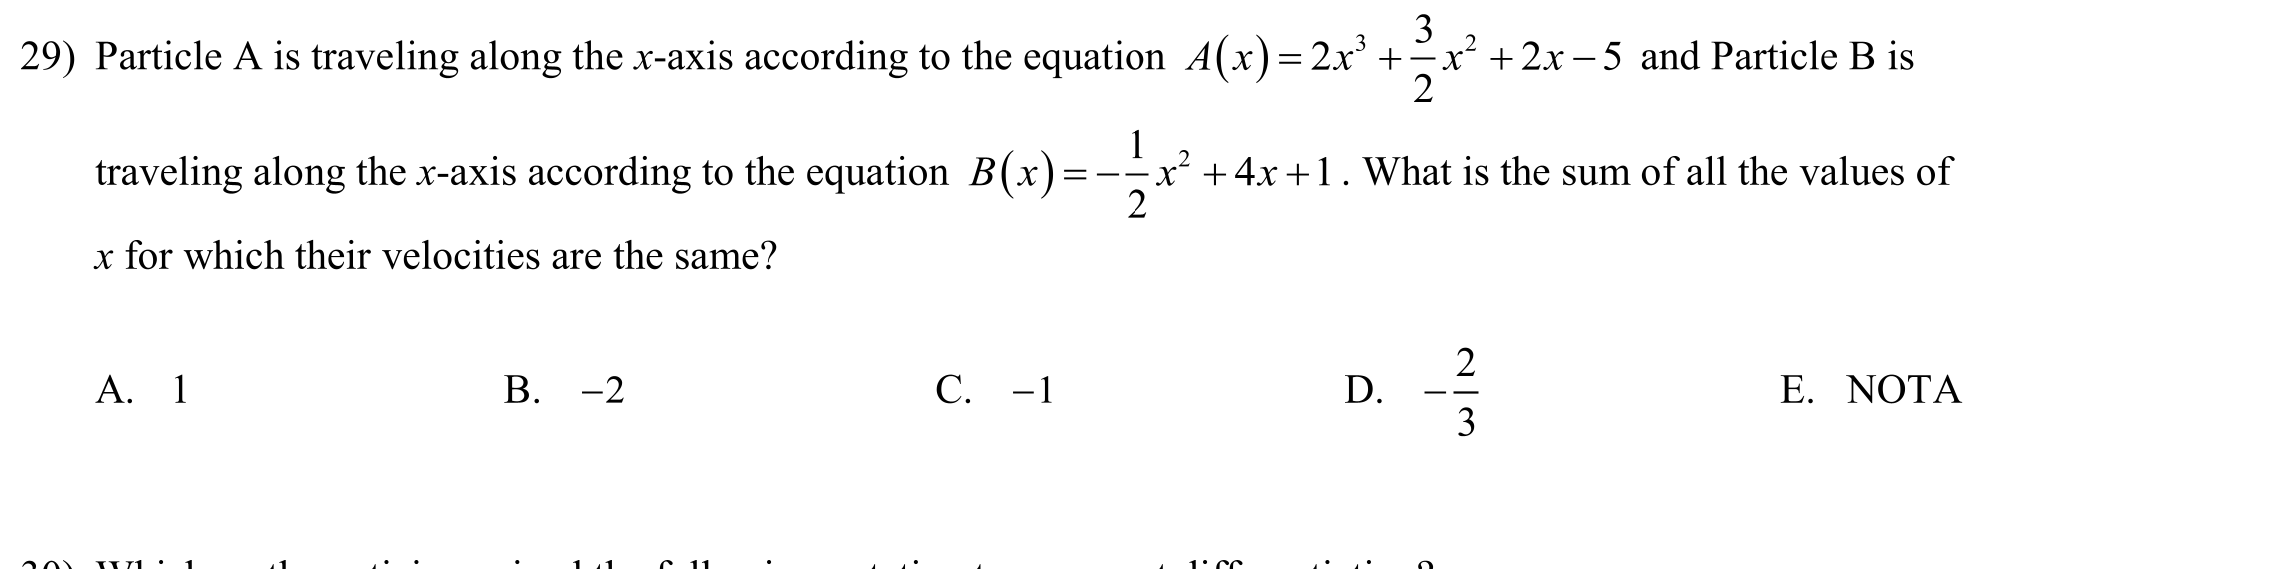 29) Particle A is traveling along the x-axis according to the equation A(x) = 2x³ + 3/2 x² + 2x − 5 and Particle B is
traveling along the x-axis according to the equation B(x) = −1/2 x² + 4x + 1. What is the sum of all the values of
x for which their velocities are the same?
A. 1 B. −2 C. −1 D. −2/3 E. NOTA